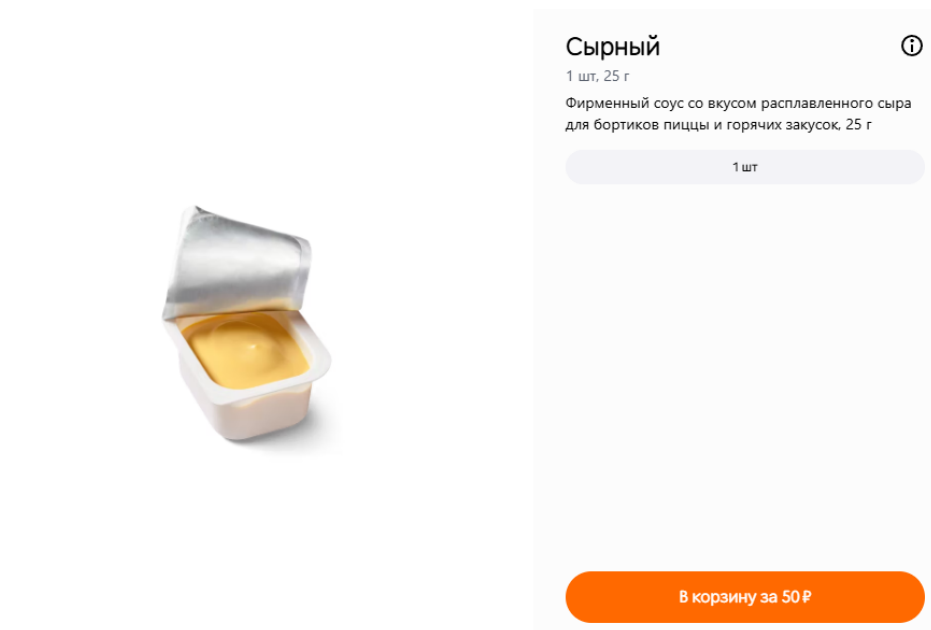 Сырный
1 шт, 25 г
Фирменный соус со вкусом расплавленного сыра
для бортиков пиццы и горячих закусок, 25 г
1 шт
В корзину за 50 ₽